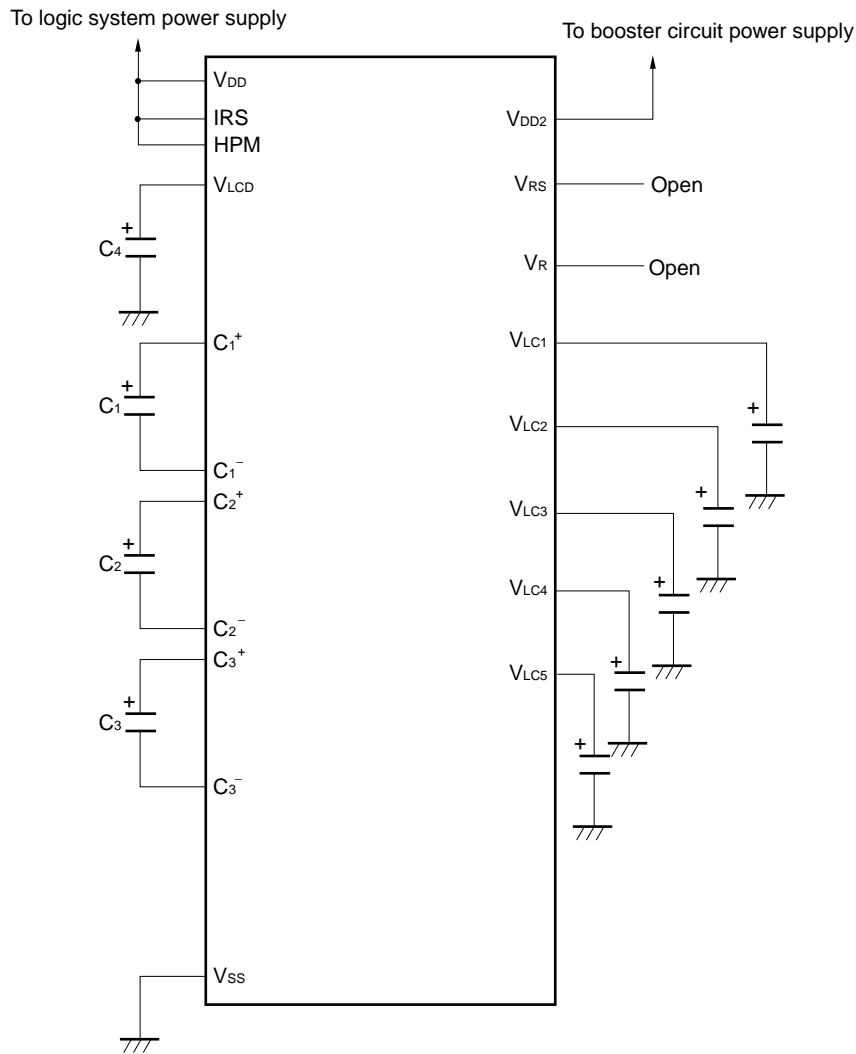 To logic system power supply
To booster circuit power supply
VDD
IRS
HPM
VLCD
+
C4
C1+
+
C1
C1−
C2+
+
C2
C2−
C3+
+
C3
C3−
VSS
VDD2
VRS
Open
VR
Open
VLC1
+
VLC2
+
VLC3
+
VLC4
+
VLC5
+